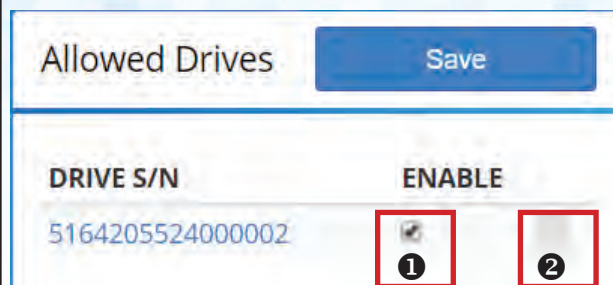 Allowed Drives Save
DRIVE S/N ENABLE
5164205524000002
❶ ❷